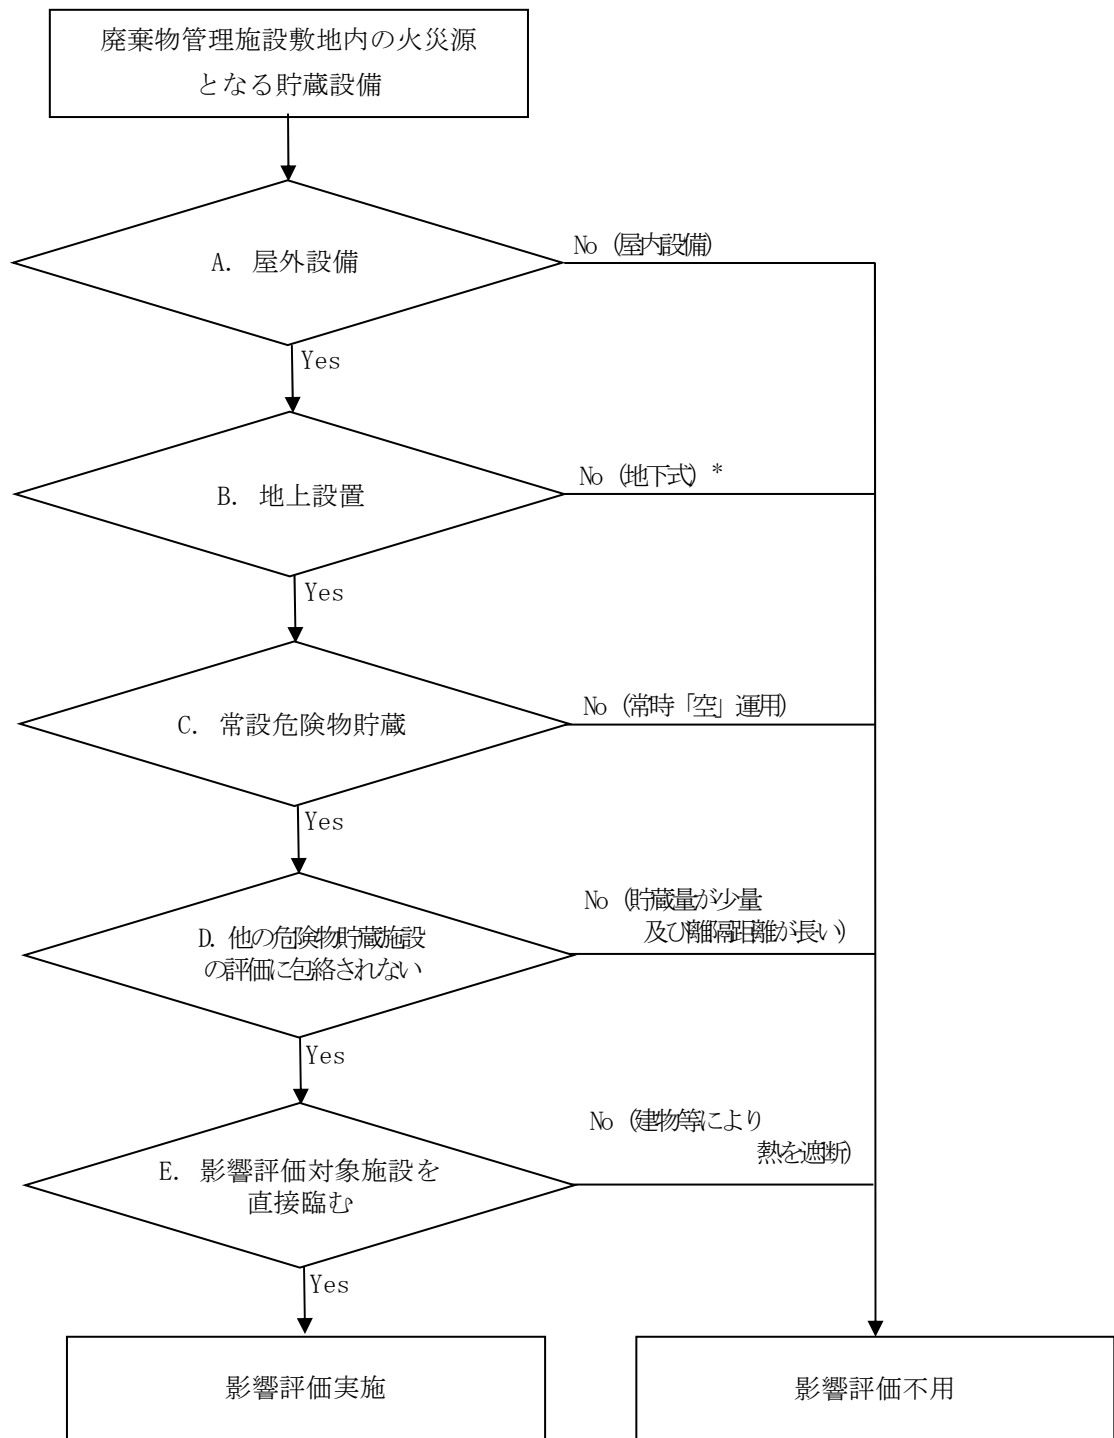 廃棄物管理施設敷地内の火災源
となる貯蔵設備
A. 屋外設備
No (屋内設備)
Yes
B. 地上設置
No (地下式) *
Yes
C. 常設危険物貯蔵
No (常時「空」運用)
Yes
D. 他の危険物貯蔵施設
の評価に包絡されない
No (貯蔵量が少量
及び離隔距離が長い)
Yes
E. 影響評価対象施設を
直接臨む
No (建物等により
熱を遮断)
Yes
影響評価実施
影響評価不用